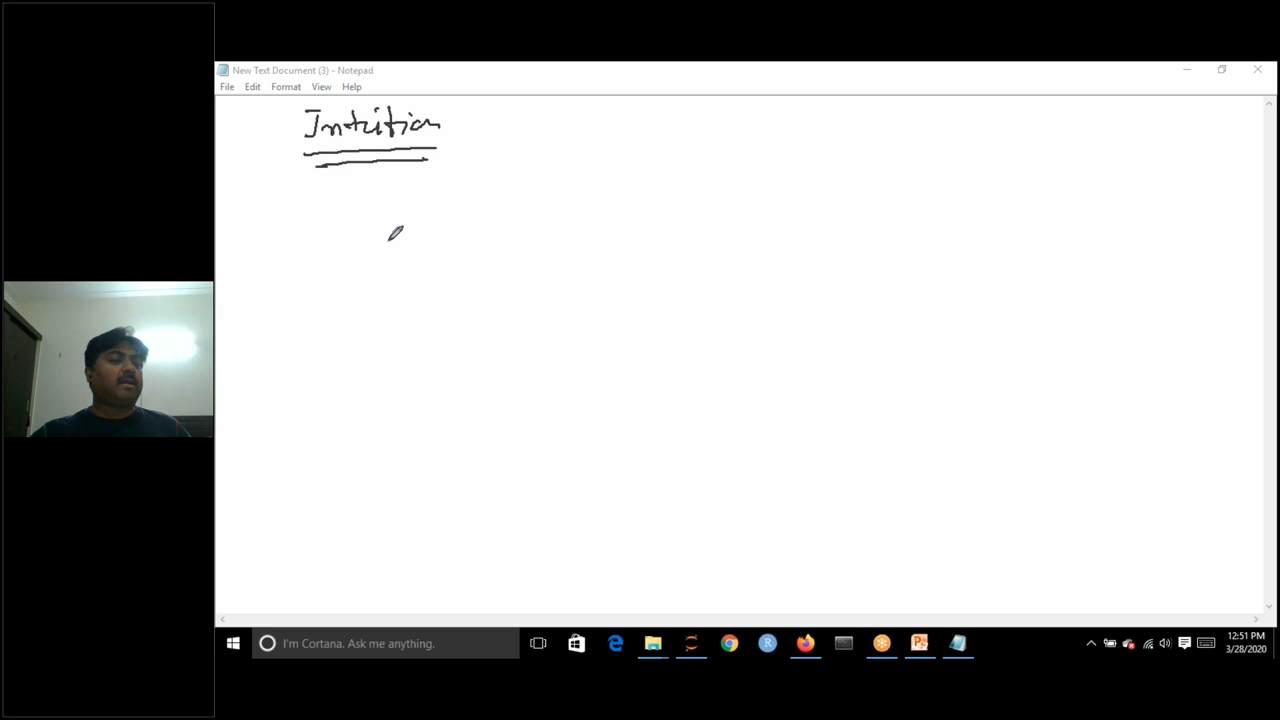 New Text Document (3) - Notepad
File Edit Format View Help
Intuition
I'm Cortana. Ask me anything.
12:51 PM
3/28/2020